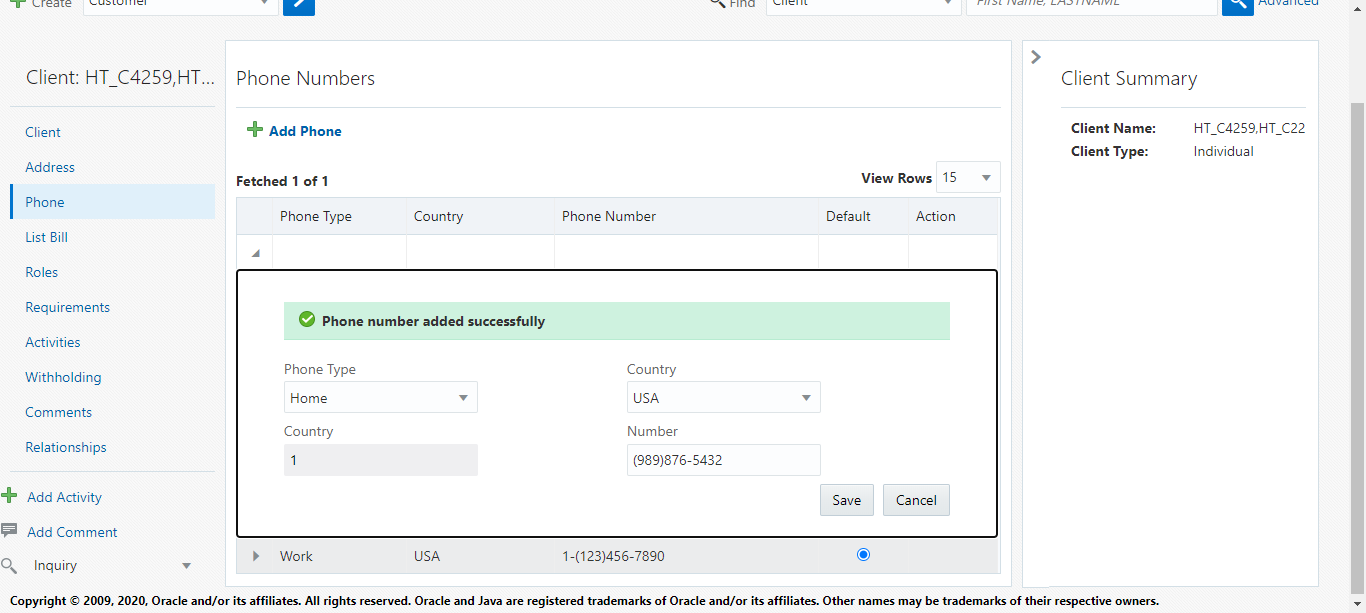 Create Customer Find Client First Name, LASTNAME Advanced
Client: HT_C4259,HT...
Client
Address
Phone
List Bill
Roles
Requirements
Activities
Withholding
Comments
Relationships
Add Activity
Add Comment
Inquiry
Phone Numbers
Add Phone
Fetched 1 of 1 View Rows 15
Phone Type Country Phone Number Default Action
Phone number added successfully
Phone Type Country
Home USA
Country Number
1 (989)876-5432
Save Cancel
Work USA 1-(123)456-7890
Client Summary
Client Name: HT_C4259,HT_C22
Client Type: Individual
Copyright © 2009, 2020, Oracle and/or its affiliates. All rights reserved. Oracle and Java are registered trademarks of Oracle and/or its affiliates. Other names may be trademarks of their respective owners.